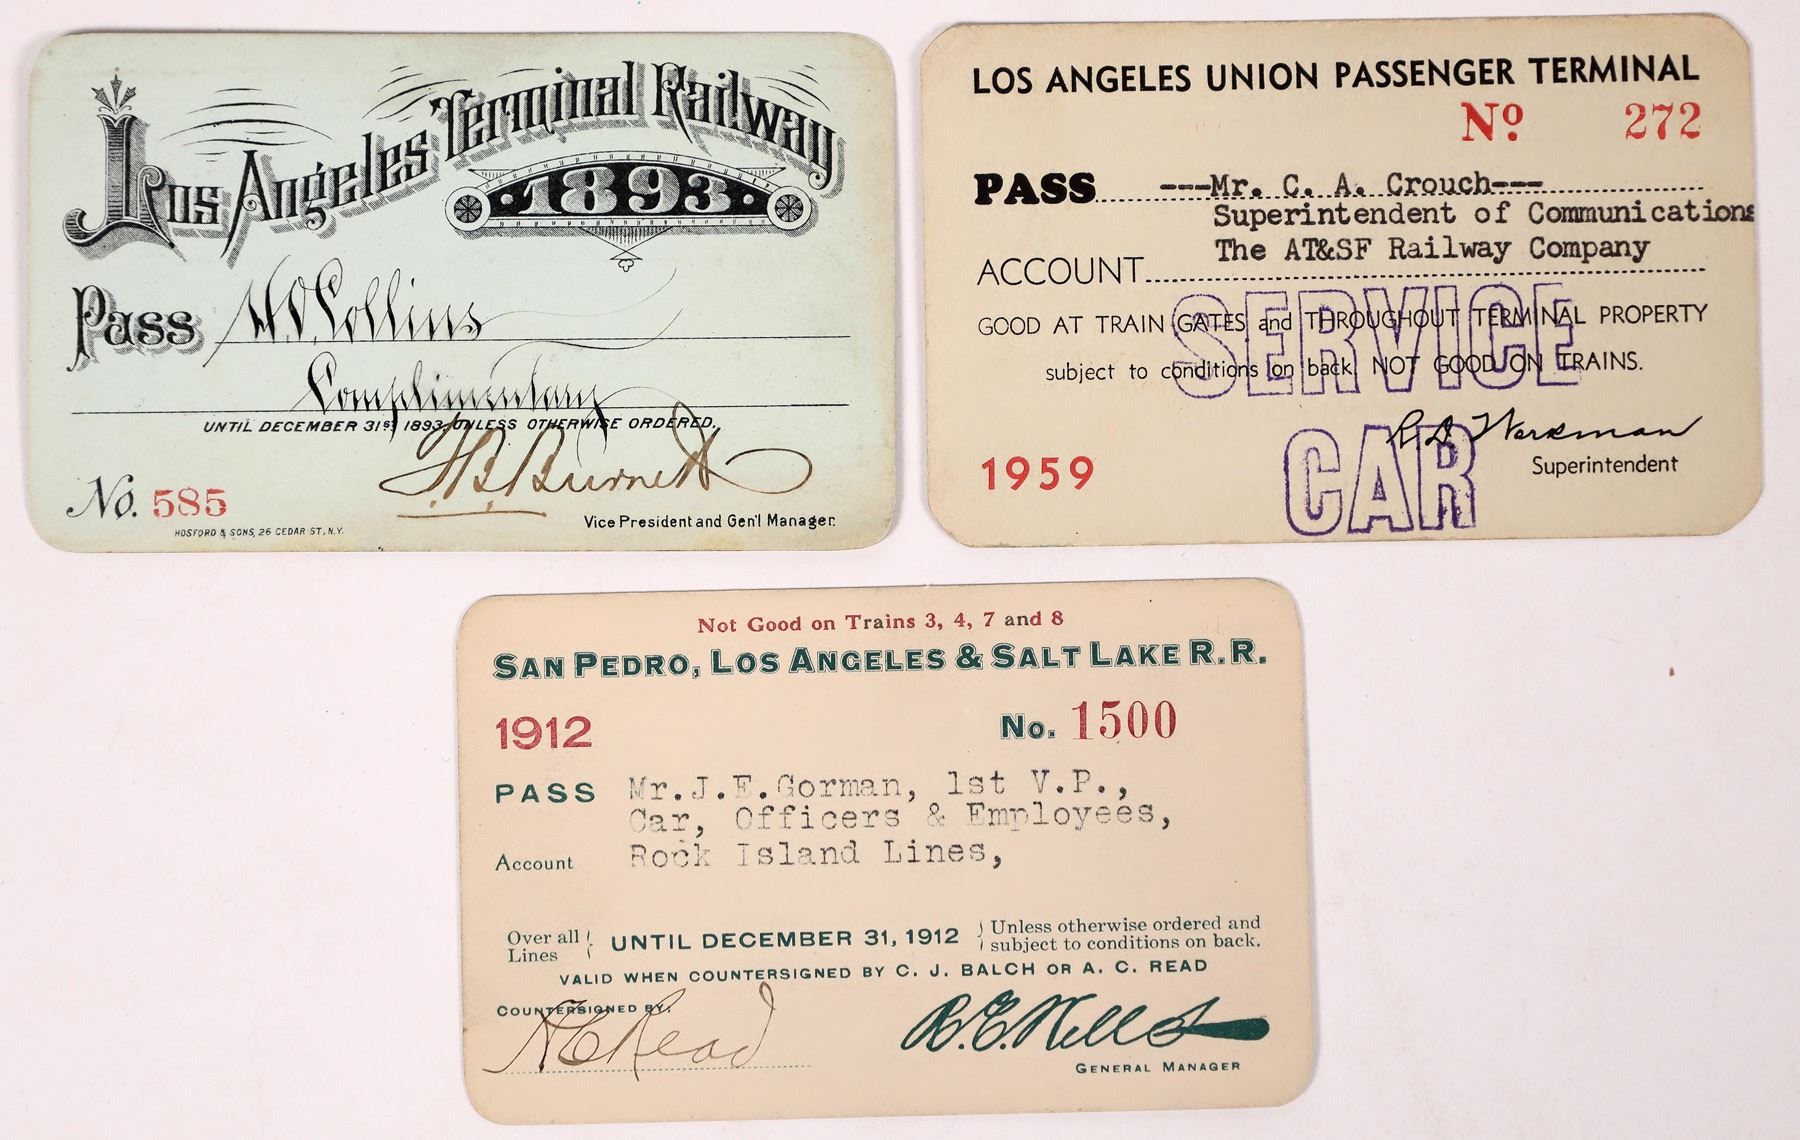 Los Angeles Terminal Railway
1893
Pass W.D. Collins
Complimentary
UNTIL DECEMBER 31ST 1893, UNLESS OTHERWISE ORDERED.
T.B. Burnett
No. 585
Vice President and Gen'l Manager.
HOSFORD & SONS, 26 CEDAR ST., N.Y.
LOS ANGELES UNION PASSENGER TERMINAL
No. 272
PASS ---Mr. C. A. Crouch---
Superintendent of Communications
The AT&SF Railway Company
ACCOUNT
GOOD AT TRAIN GATES and THROUGHOUT TERMINAL PROPERTY
subject to conditions on back. NOT GOOD ON TRAINS.
SERVICE
CAR
R D Workman
1959
Superintendent
Not Good on Trains 3, 4, 7 and 8
SAN PEDRO, LOS ANGELES & SALT LAKE R.R.
1912 No. 1500
PASS Mr.J.E.Gorman, 1st V.P.,
Car, Officers & Employees,
Account Rock Island Lines,
Over all Lines UNTIL DECEMBER 31, 1912 Unless otherwise ordered and subject to conditions on back.
VALID WHEN COUNTERSIGNED BY C. J. BALCH OR A. C. READ
COUNTERSIGNED BY:
A C Read
R.E. Wells
GENERAL MANAGER